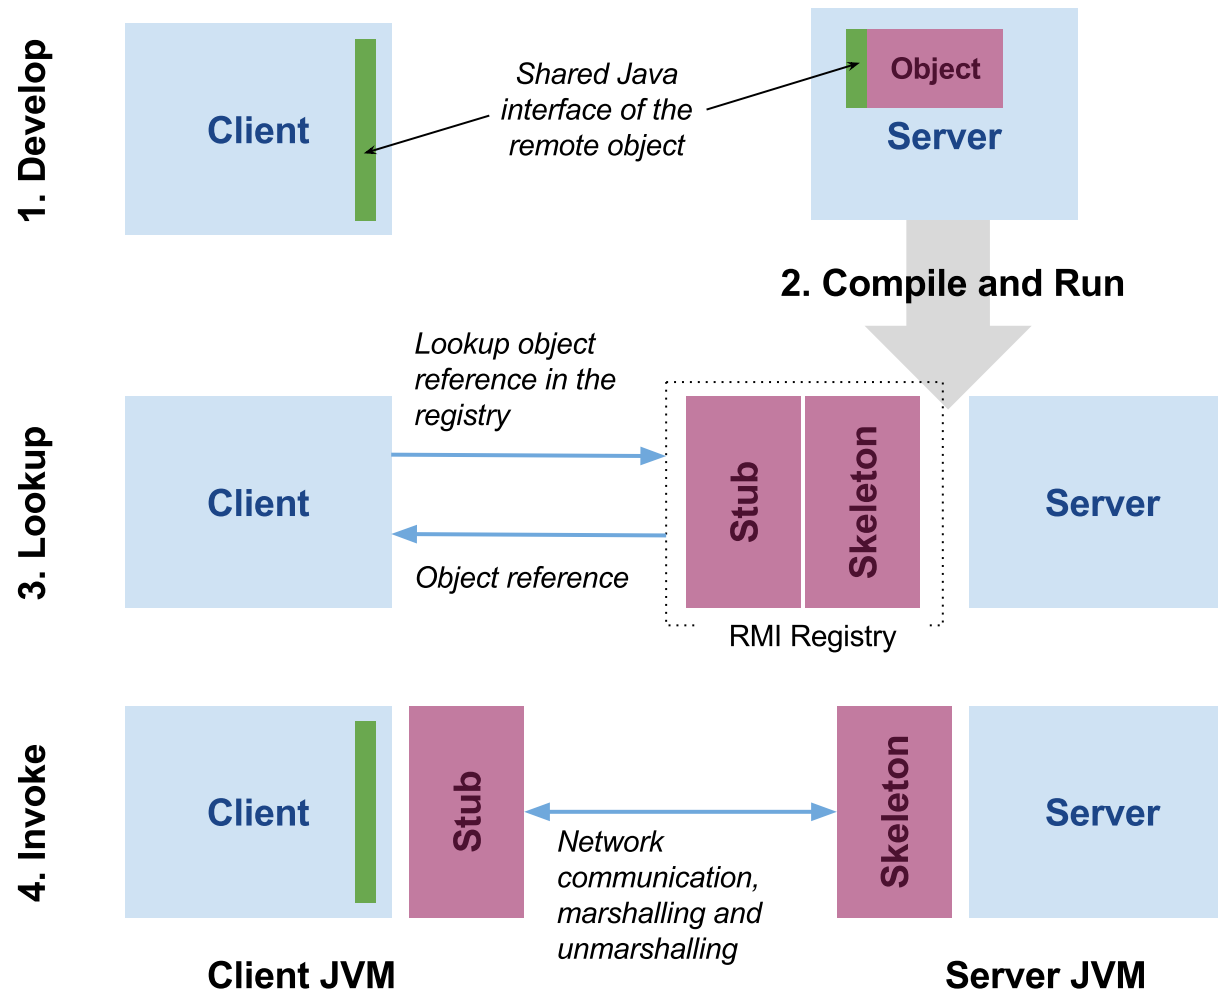 1. Develop
Client
Shared Java
interface of the
remote object
Object
Server
2. Compile and Run
3. Lookup
Client
Lookup object
reference in the
registry
Object reference
Stub
Skeleton
RMI Registry
Server
4. Invoke
Client
Stub
Network
communication,
marshalling and
unmarshalling
Skeleton
Server
Client JVM
Server JVM